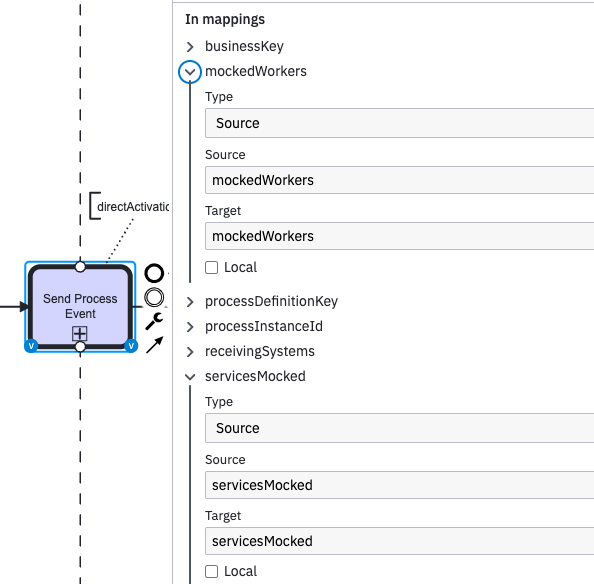 In mappings
businessKey
mockedWorkers
Type
Source
Source
mockedWorkers
Target
mockedWorkers
Local
processDefinitionKey
processInstanceId
receivingSystems
servicesMocked
Type
Source
Source
servicesMocked
Target
servicesMocked
Local
directActivatic
Send Process
Event
V
V